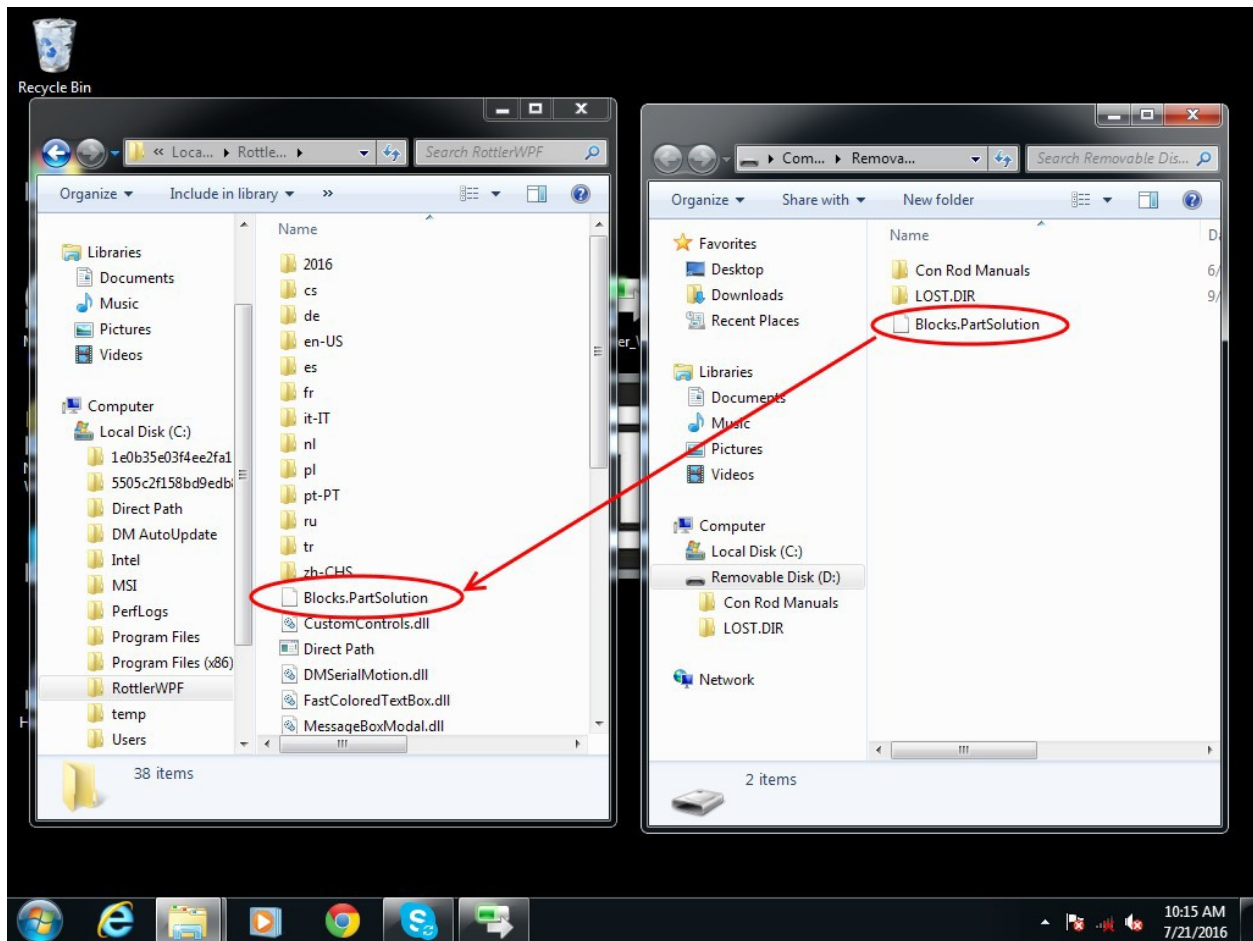 Recycle Bin
« Loca... Rottle...
Search RottlerWPF
Organize
Include in library
»
Libraries
Documents
Music
Pictures
Videos
Computer
Local Disk (C:)
1e0b35e03f4ee2fa1
5505c2f158bd9edb
Direct Path
DM AutoUpdate
Intel
MSI
PerfLogs
Program Files
Program Files (x86)
RottlerWPF
temp
Users
Name
2016
cs
de
en-US
es
fr
it-IT
nl
pl
pt-PT
ru
tr
zh-CHS
Blocks.PartSolution
CustomControls.dll
Direct Path
DMSerialMotion.dll
FastColoredTextBox.dll
MessageBoxModal.dll
38 items
Com... Remova...
Search Removable Dis...
Organize
Share with
New folder
Favorites
Desktop
Downloads
Recent Places
Libraries
Documents
Music
Pictures
Videos
Computer
Local Disk (C:)
Removable Disk (D:)
Con Rod Manuals
LOST.DIR
Network
Name
Con Rod Manuals
6/
LOST.DIR
9/
Blocks.PartSolution
2 items
10:15 AM
7/21/2016